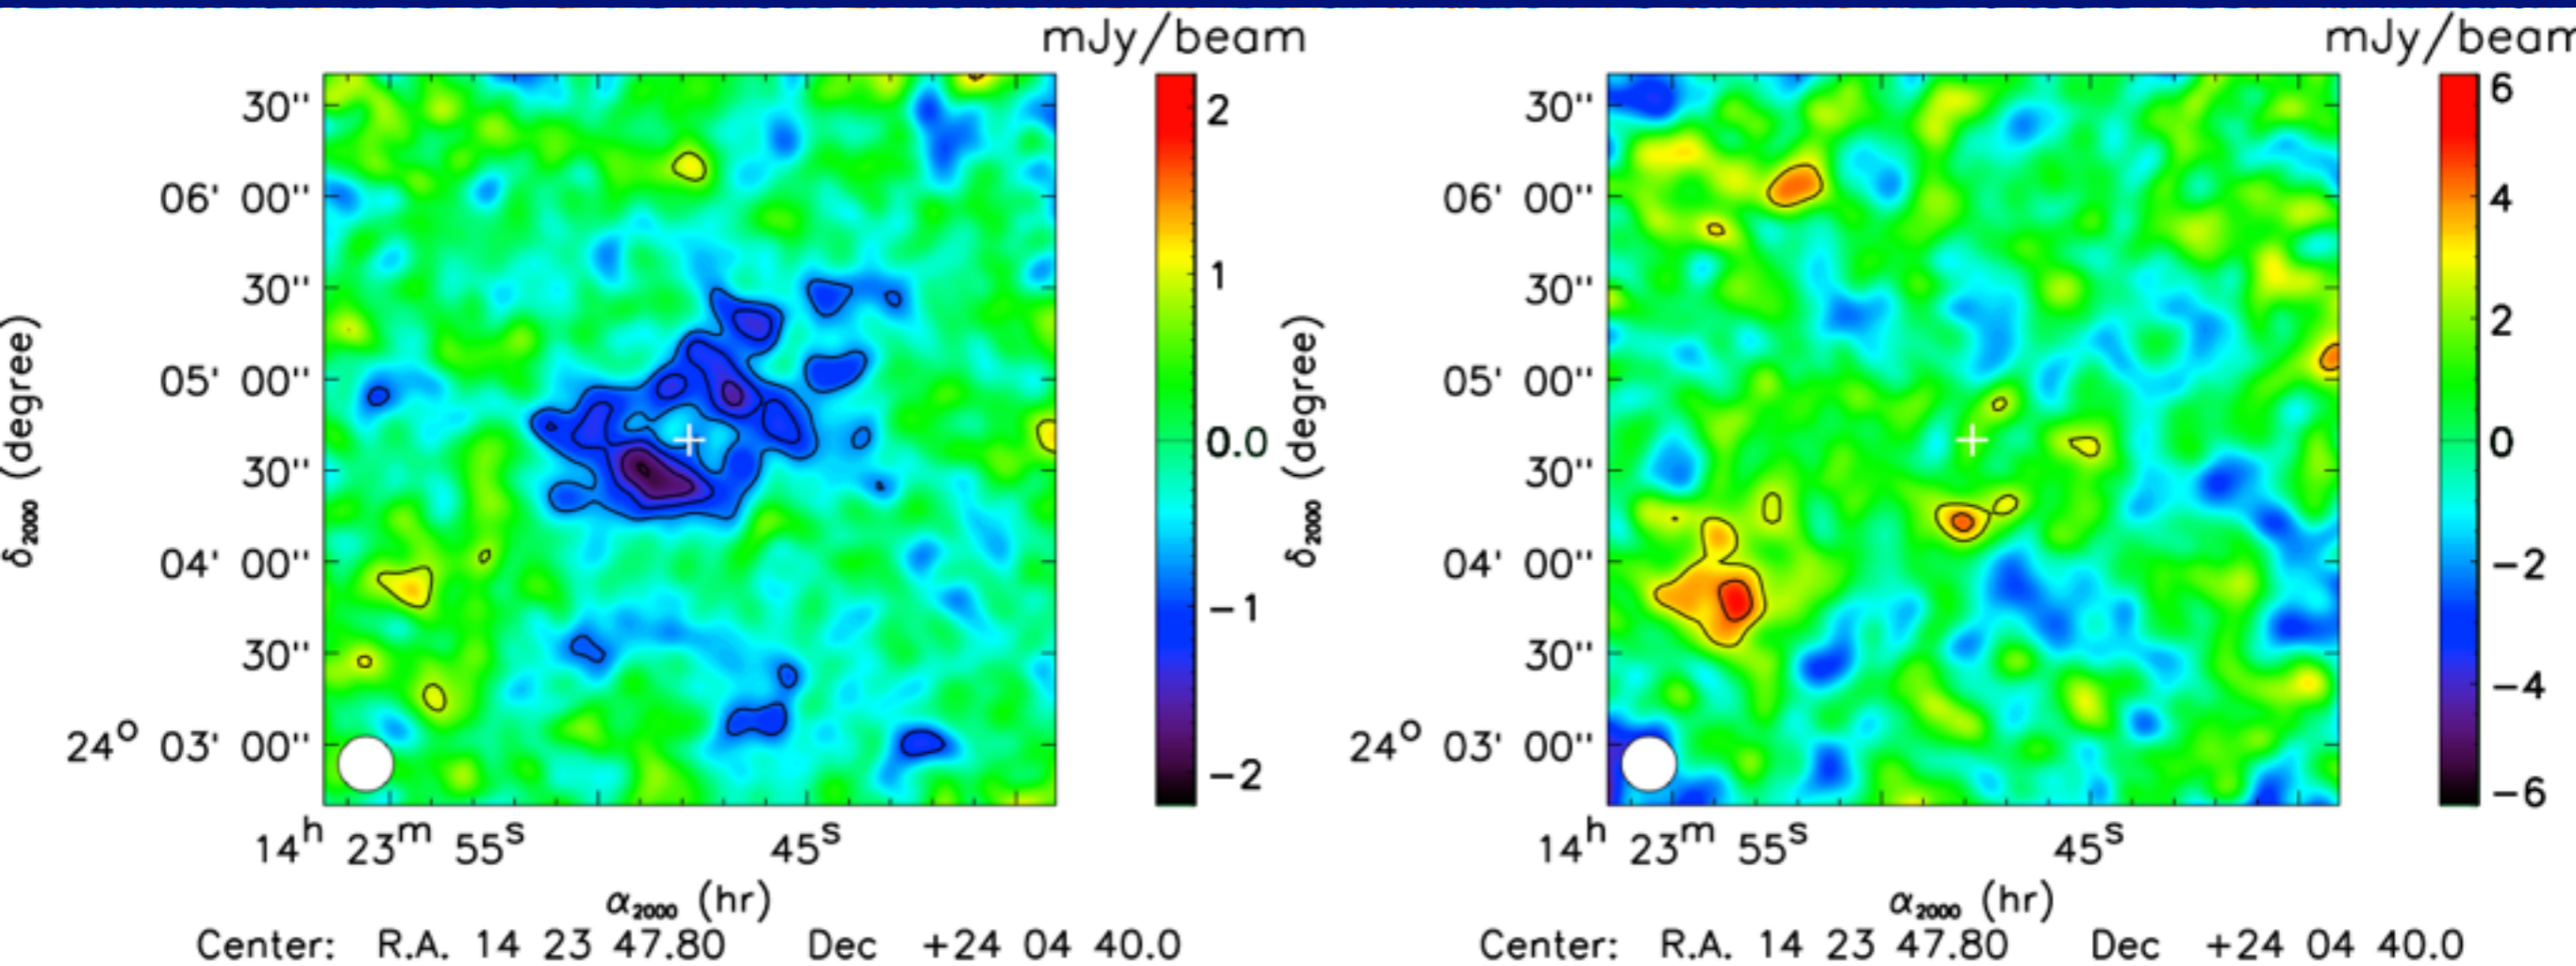 mJy/beam
30"
06' 00"
30"
05' 00"
30"
04' 00"
30"
24° 03' 00"
δ2000 (degree)
14h 23m 55s 45s
α2000 (hr)
Center: R.A. 14 23 47.80 Dec +24 04 40.0
2
1
0.0
−1
−2
mJy/beam
30"
06' 00"
30"
05' 00"
30"
04' 00"
30"
24° 03' 00"
δ2000 (degree)
14h 23m 55s 45s
α2000 (hr)
Center: R.A. 14 23 47.80 Dec +24 04 40.0
6
4
2
0
−2
−4
−6